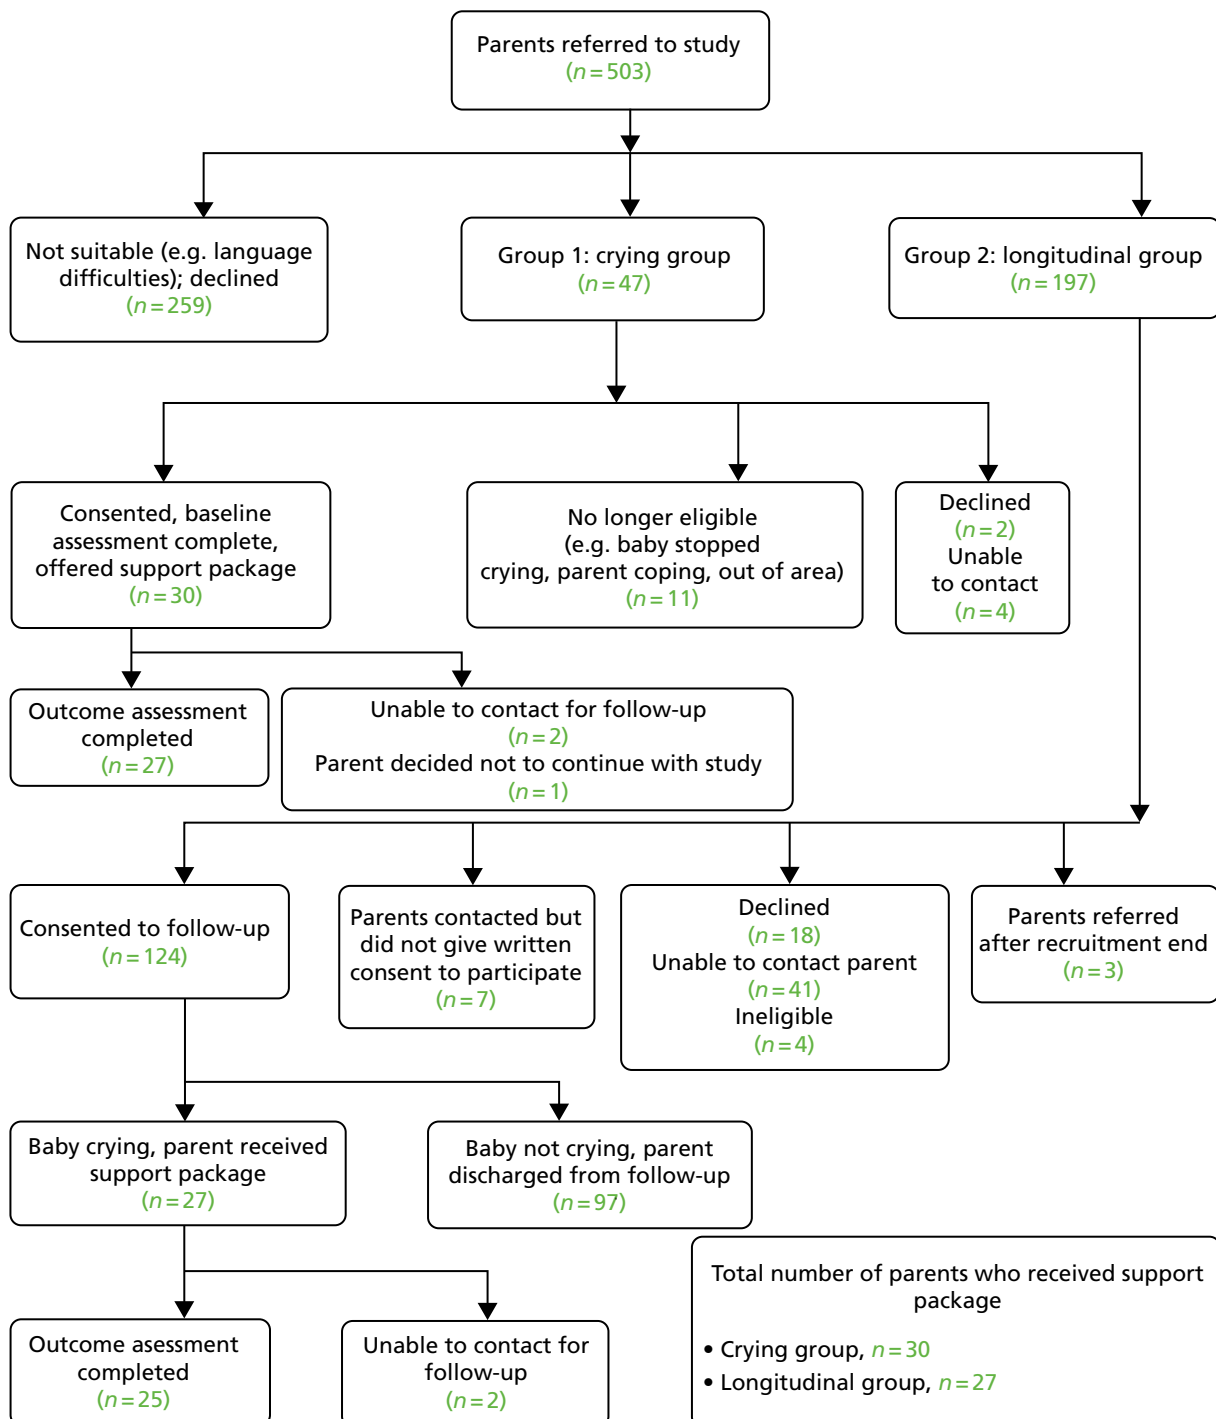 Parents referred to study
(n=503)
Not suitable (e.g. language
difficulties); declined
(n=259)
Group 1: crying group
(n=47)
Group 2: longitudinal group
(n=197)
Consented, baseline
assessment complete,
offered support package
(n=30)
No longer eligible
(e.g. baby stopped
crying, parent coping, out of area)
(n=11)
Declined
(n=2)
Unable
to contact
(n=4)
Outcome assessment
completed
(n=27)
Unable to contact for follow-up
(n=2)
Parent decided not to continue with study
(n=1)
Consented to follow-up
(n=124)
Parents contacted but
did not give written
consent to participate
(n=7)
Declined
(n=18)
Unable to contact parent
(n=41)
Ineligible
(n=4)
Parents referred
after recruitment end
(n=3)
Baby crying, parent received
support package
(n=27)
Baby not crying, parent
discharged from follow-up
(n=97)
Outcome asessment
completed
(n=25)
Unable to contact for
follow-up
(n=2)
Total number of parents who received support
package
• Crying group, n=30
• Longitudinal group, n=27